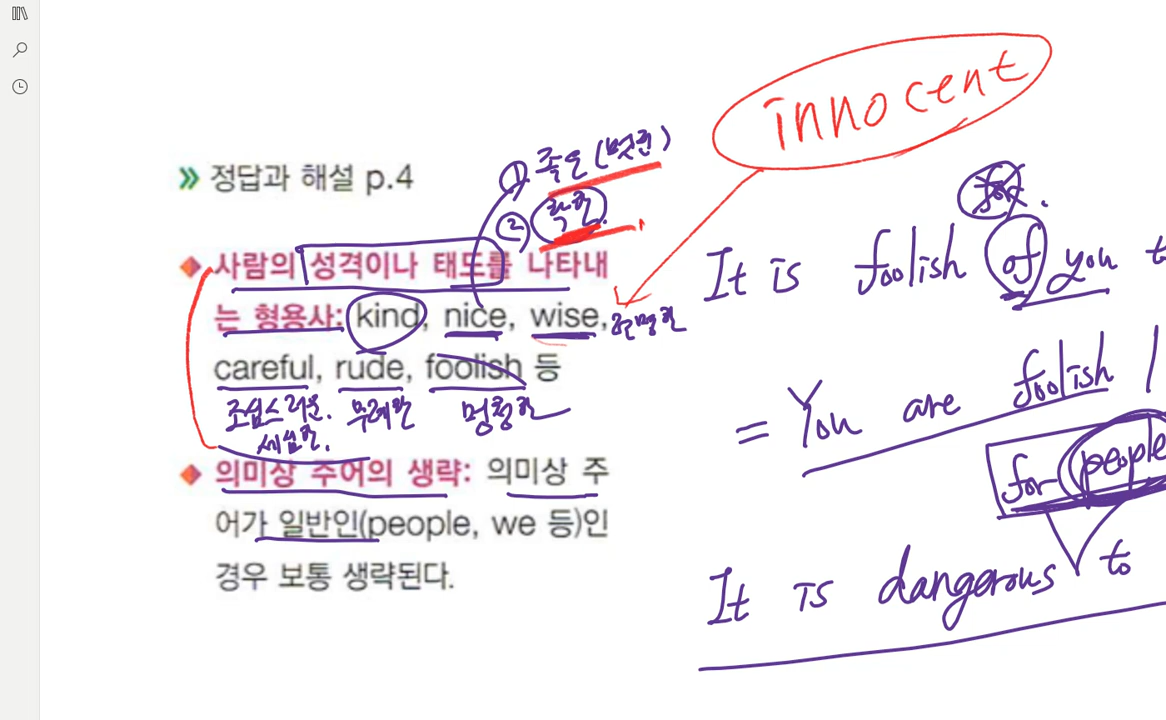 innocent
① 좋은 (멋진)
② 착한.
» 정답과 해설 p.4
for.
It is foolish of you t
◆ 사람의 성격이나 태도를 나타내
는 형용사: kind, nice, wise, 현명한
careful, rude, foolish 등
조심스러운. 무례한 멍청한
세심한.
= You are foolish !
for people
◆ 의미상 주어의 생략: 의미상 주
어가 일반인(people, we 등)인
경우 보통 생략된다.
It is dangerous to